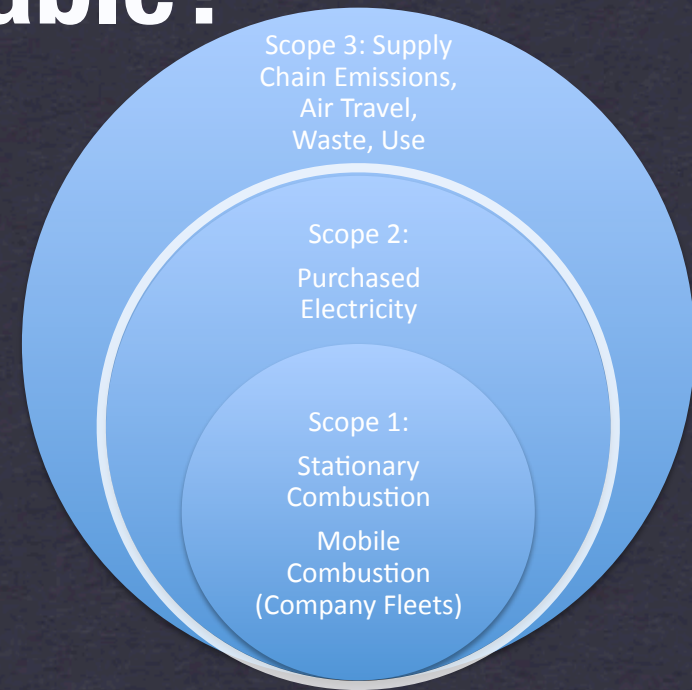 Scope 3: Supply
Chain Emissions,
Air Travel,
Waste, Use
Scope 2:
Purchased
Electricity
Scope 1:
Stationary
Combustion
Mobile
Combustion
(Company Fleets)